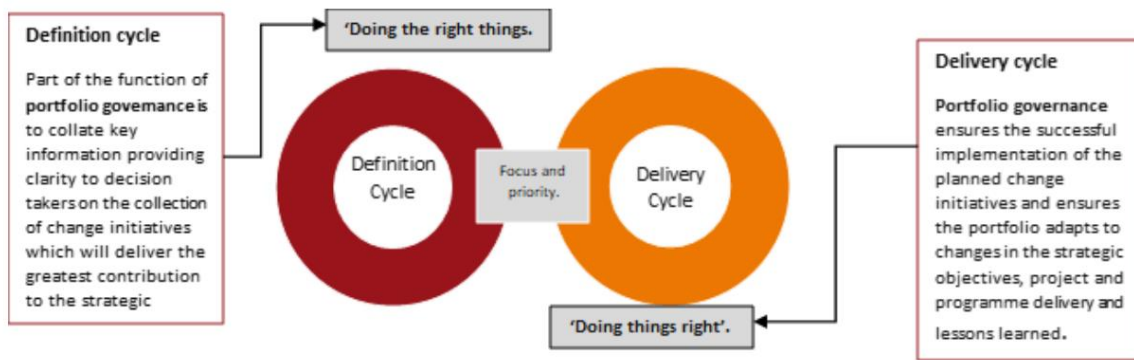 Definition cycle
Part of the function of
portfolio governance is
to collate key
information providing
clarity to decision
takers on the collection
of change initiatives
which will deliver the
greatest contribution
to the strategic
‘Doing the right things.
Definition
Cycle
Focus and
priority.
Delivery
Cycle
‘Doing things right’.
Delivery cycle
Portfolio governance
ensures the successful
implementation of the
planned change
initiatives and ensures
the portfolio adapts to
changes in the strategic
objectives, project and
programme delivery and
lessons learned.